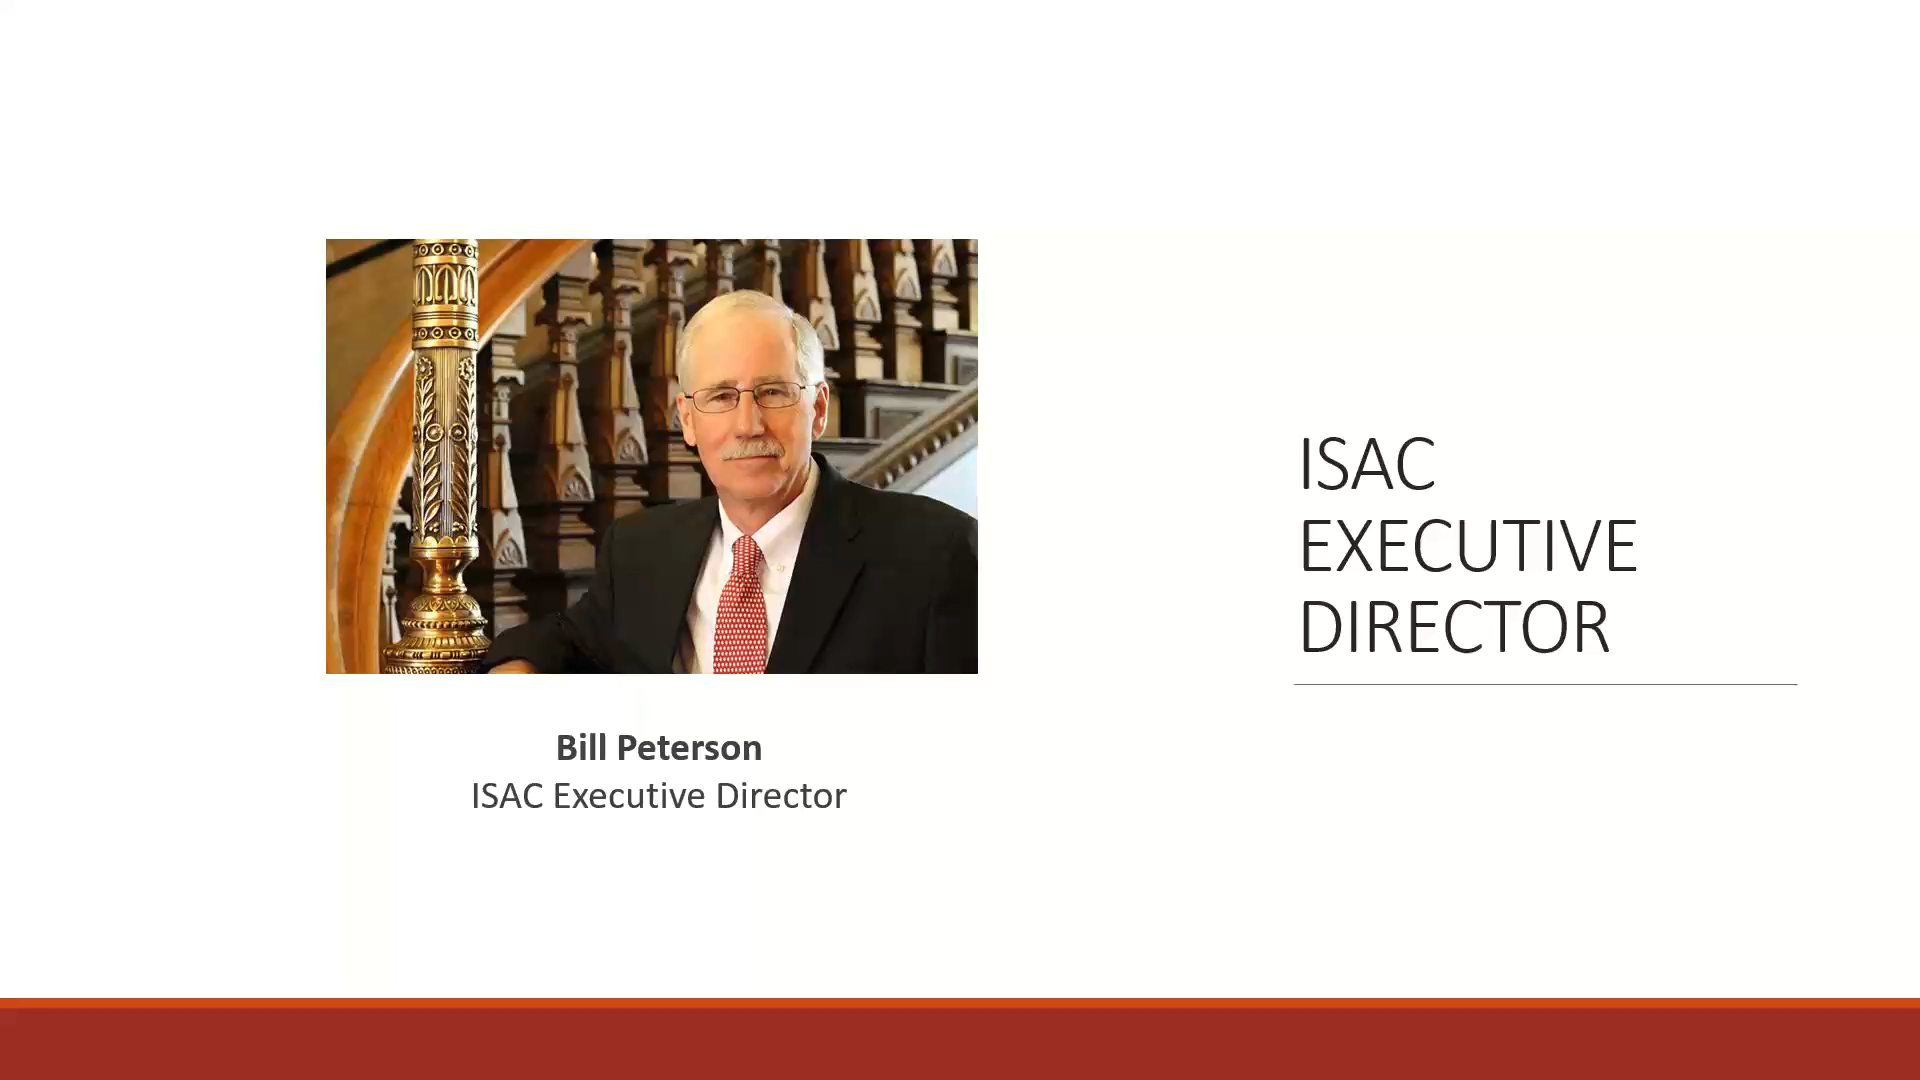 ISAC
EXECUTIVE
DIRECTOR
Bill Peterson
ISAC Executive Director